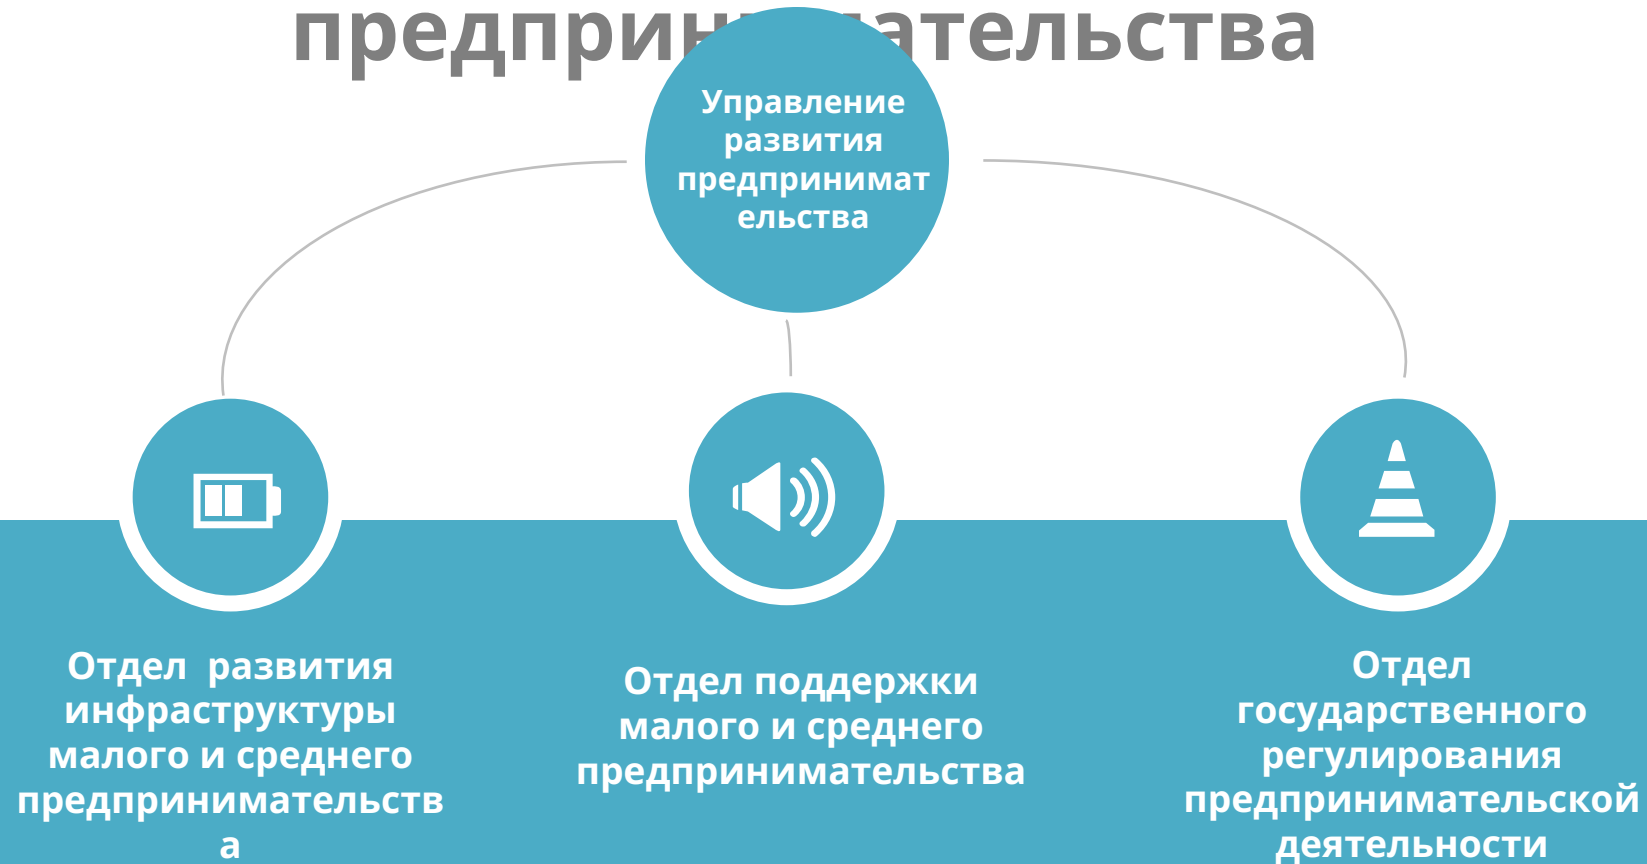 Управление
развития
предпринимат
ельства
Отдел развития
инфраструктуры
малого и среднего
предпринимательств
а
Отдел поддержки
малого и среднего
предпринимательства
Отдел
государственного
регулирования
предпринимательской
деятельности